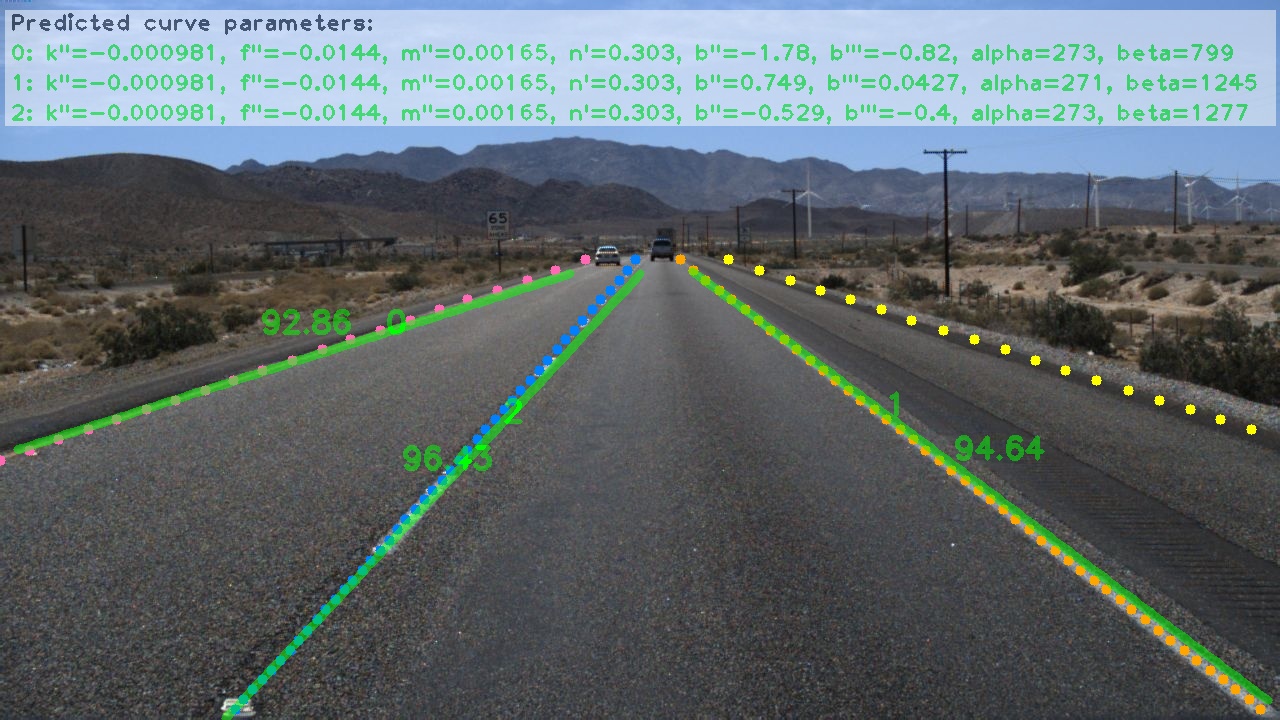 Predicted curve parameters:
0: k''=-0.000981, f''=-0.0144, m''=0.00165, n'=0.303, b''=-1.78, b'''=-0.82, alpha=273, beta=799
1: k''=-0.000981, f''=-0.0144, m''=0.00165, n'=0.303, b''=0.749, b'''=0.0427, alpha=271, beta=1245
2: k''=-0.000981, f''=-0.0144, m''=0.00165, n'=0.303, b''=-0.529, b'''=-0.4, alpha=273, beta=1277
65
92.86 0
2
1
96.43
94.64